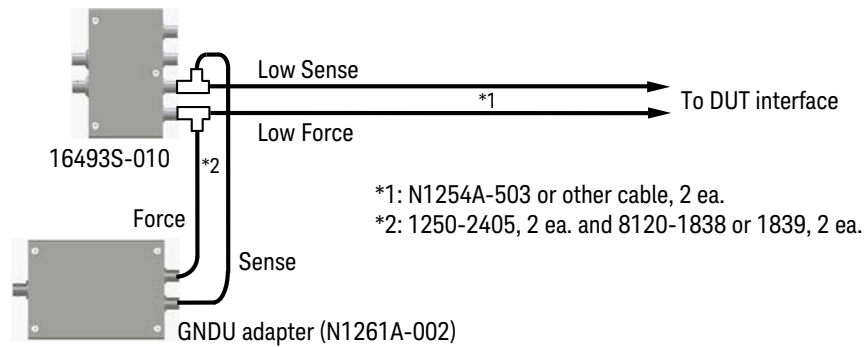 Low Sense
*1
To DUT interface
Low Force
16493S-010
*2
*1: N1254A-503 or other cable, 2 ea.
*2: 1250-2405, 2 ea. and 8120-1838 or 1839, 2 ea.
Force
Sense
GNDU adapter (N1261A-002)